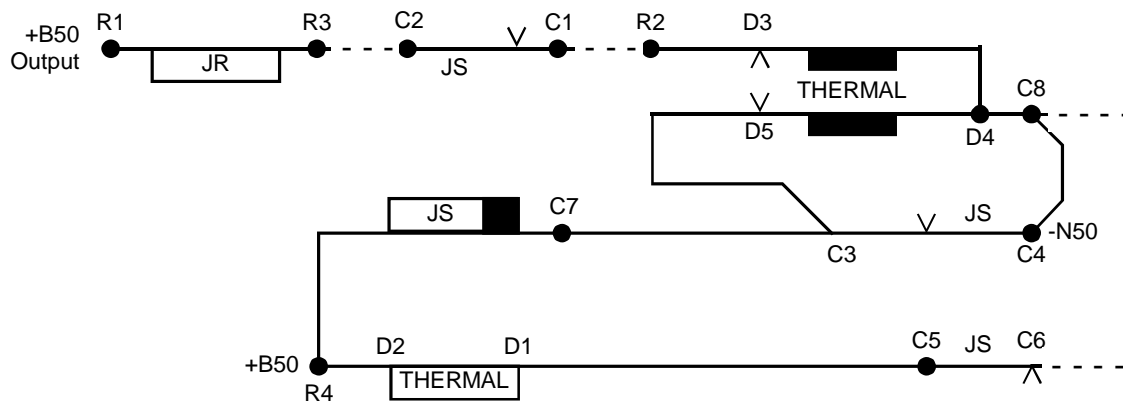 R1 R3 C2 C1 R2 D3
+B50
Output
JR JS
THERMAL C8
D5 D4
JS C7 JS
-N50
C3 C4
+B50 D2 D1 C5 JS C6
THERMAL
R4